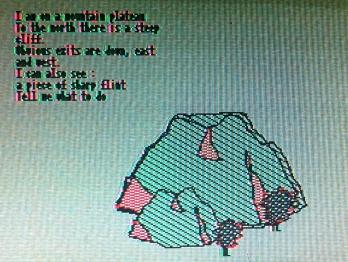 I am on a mountain plateau
To the north there is a steep
cliff.
Obvious exits are down, east
and west.
I can also see :
a piece of sharp flint
Tell me what to do